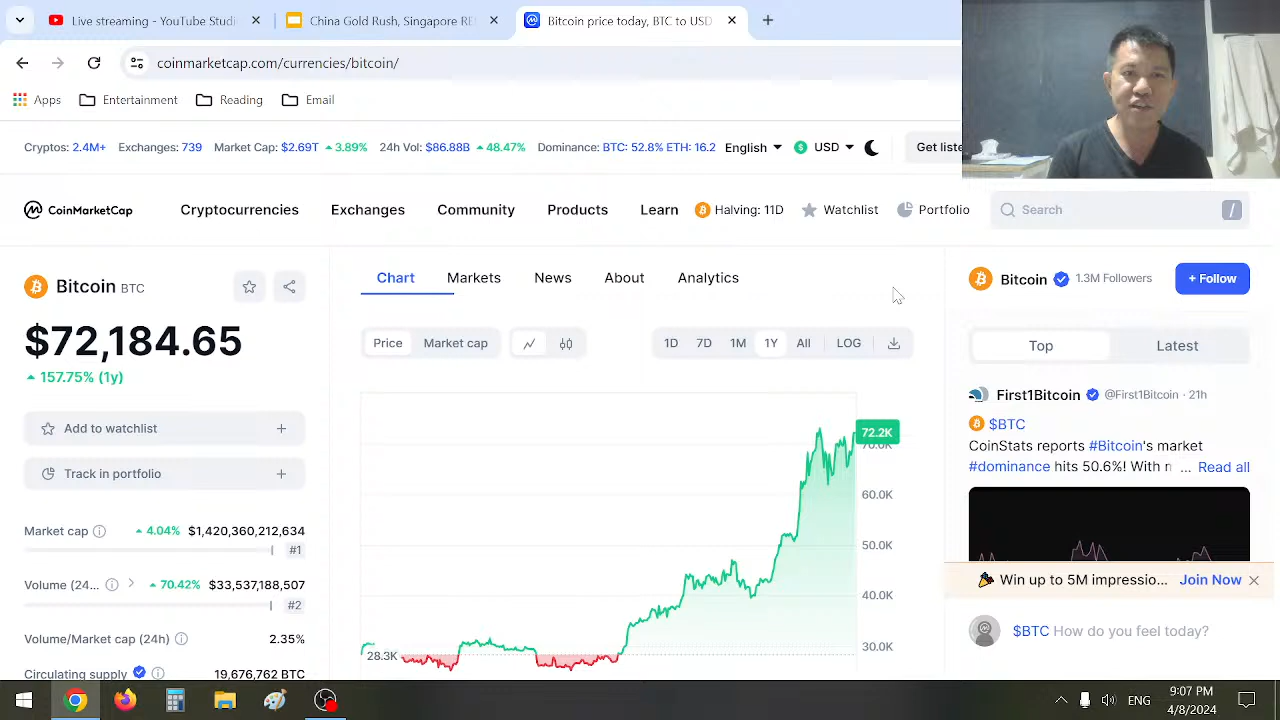 YouTube Live streaming - YouTube Studi
China Gold Rush, Singapore RE
Bitcoin price today, BTC to USD
coinmarketcap.com/currencies/bitcoin/
Apps Entertainment Reading Email
Cryptos: 2.4M+ Exchanges: 739 Market Cap: $2.69T 3.89% 24h Vol: $86.88B 48.47% Dominance: BTC: 52.8% ETH: 16.2 English USD Get liste
CoinMarketCap Cryptocurrencies Exchanges Community Products Learn Halving: 11D Watchlist Portfolio Search /
Bitcoin BTC
$72,184.65
157.75% (1y)
Add to watchlist
Track in portfolio
Market cap 4.04% $1,420,360,212,634
#1
Volume (24... 70.42% $33,537,188,507
#2
Volume/Market cap (24h) 2.35%
Circulating supply 19,676,762 BTC
Chart Markets News About Analytics
Price Market cap 1D 7D 1M 1Y All LOG
72.2K
70.0K
60.0K
50.0K
40.0K
30.0K
28.3K
Bitcoin 1.3M Followers + Follow
Top Latest
First1Bitcoin @First1Bitcoin · 21h
$BTC
CoinStats reports #Bitcoin's market
#dominance hits 50.6%! With ... Read all
Win up to 5M impressio... Join Now
$BTC How do you feel today?
ENG
9:07 PM
4/8/2024